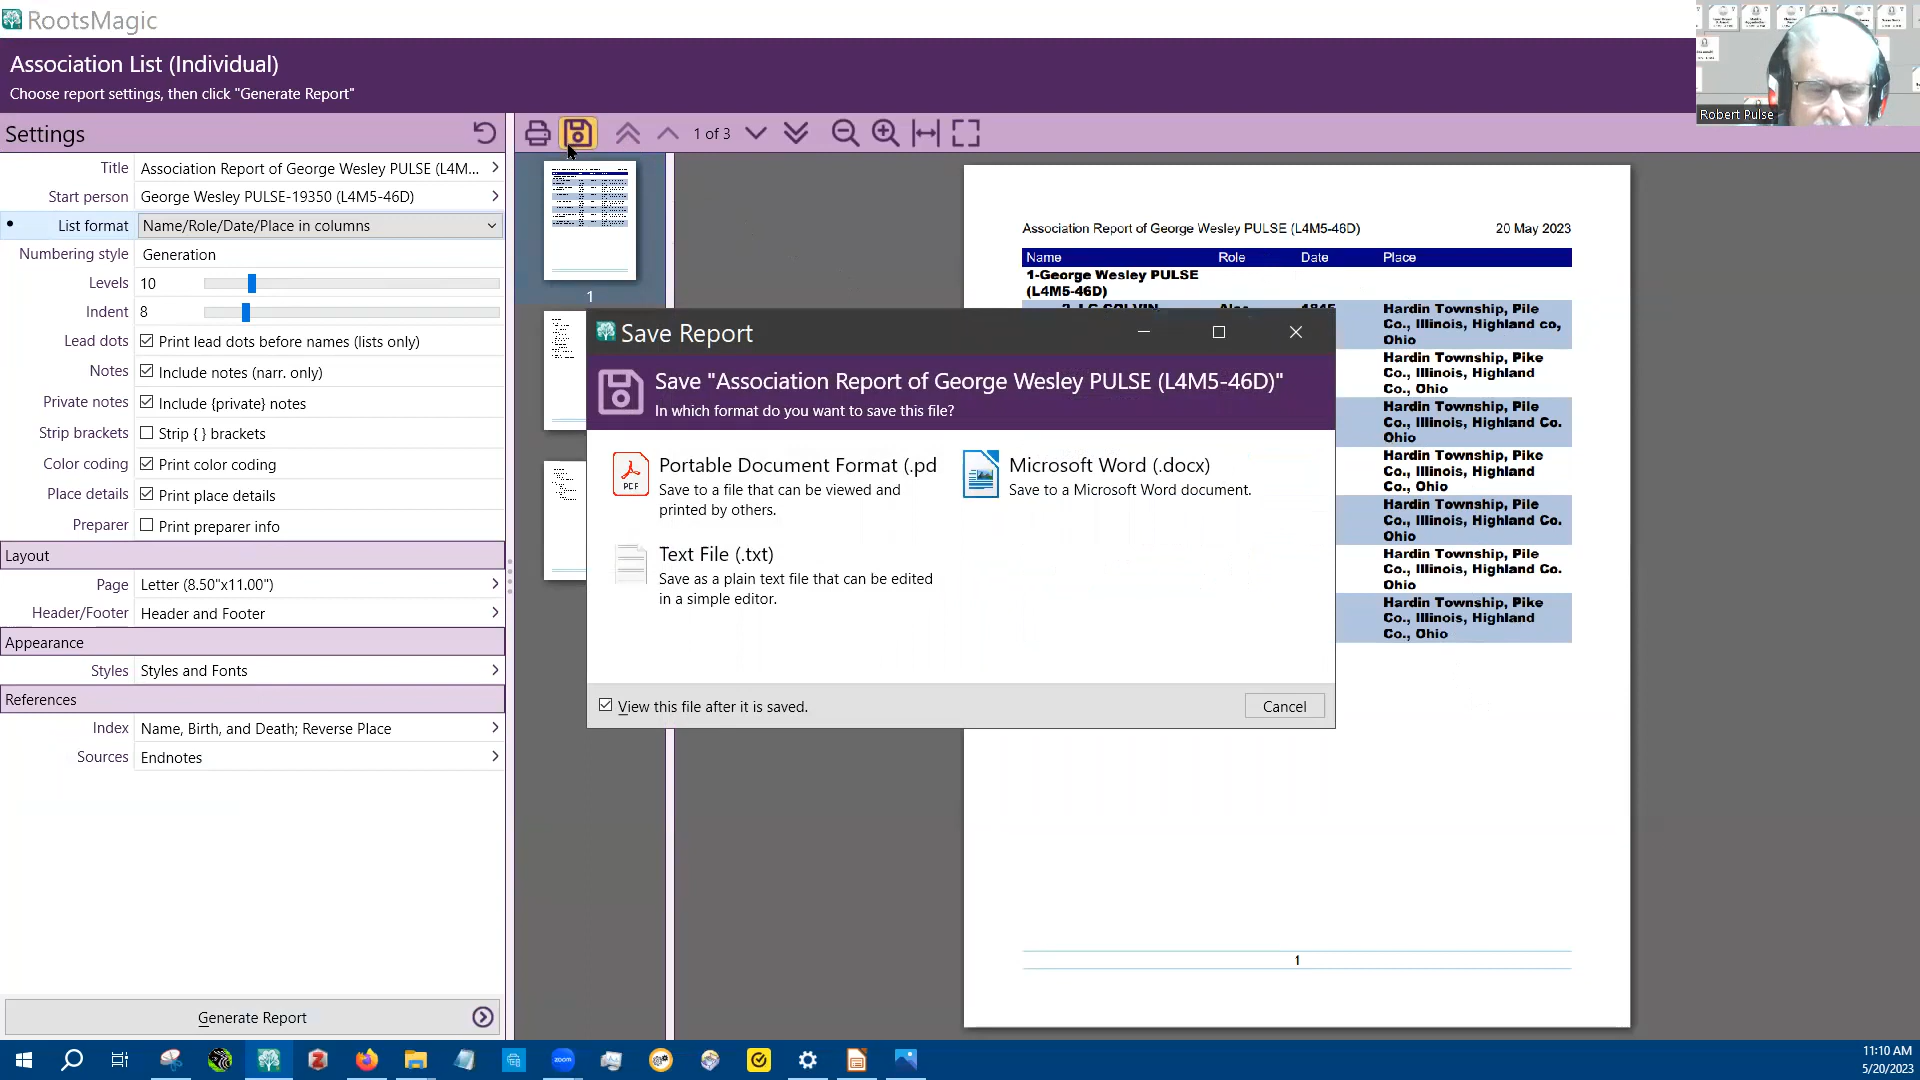 RootsMagic
Association List (Individual)
Choose report settings, then click "Generate Report"
Robert Pulse
Settings
1 of 3
Title
Association Report of George Wesley PULSE (L4M...
Start person
George Wesley PULSE-19350 (L4M5-46D)
List format
Name/Role/Date/Place in columns
Numbering style
Generation
Levels
10
Indent
8
Lead dots
Print lead dots before names (lists only)
Notes
Include notes (narr. only)
Private notes
Include {private} notes
Strip brackets
Strip { } brackets
Color coding
Print color coding
Place details
Print place details
Preparer
Print preparer info
Layout
Page
Letter (8.50"x11.00")
Header/Footer
Header and Footer
Appearance
Styles
Styles and Fonts
References
Index
Name, Birth, and Death; Reverse Place
Sources
Endnotes
Generate Report
1
Association Report of George Wesley PULSE (L4M5-46D)
20 May 2023
Name Role Date Place
1-George Wesley PULSE
(L4M5-46D)
Hardin Township, Pile
Co., Illinois, Highland co,
Ohio
Hardin Township, Pike
Co., Illinois, Highland
Co., Ohio
Hardin Township, Pile
Co., Illinois, Highland Co.
Ohio
Hardin Township, Pike
Co., Illinois, Highland
Co., Ohio
Hardin Township, Pile
Co., Illinois, Highland Co.
Ohio
Hardin Township, Pile
Co., Illinois, Highland Co.
Ohio
Hardin Township, Pike
Co., Illinois, Highland
Co., Ohio
1
Save Report
Save "Association Report of George Wesley PULSE (L4M5-46D)"
In which format do you want to save this file?
PDF
Portable Document Format (.pd
Save to a file that can be viewed and
printed by others.
Microsoft Word (.docx)
Save to a Microsoft Word document.
Text File (.txt)
Save as a plain text file that can be edited
in a simple editor.
View this file after it is saved.
Cancel
zoom
11:10 AM
5/20/2023